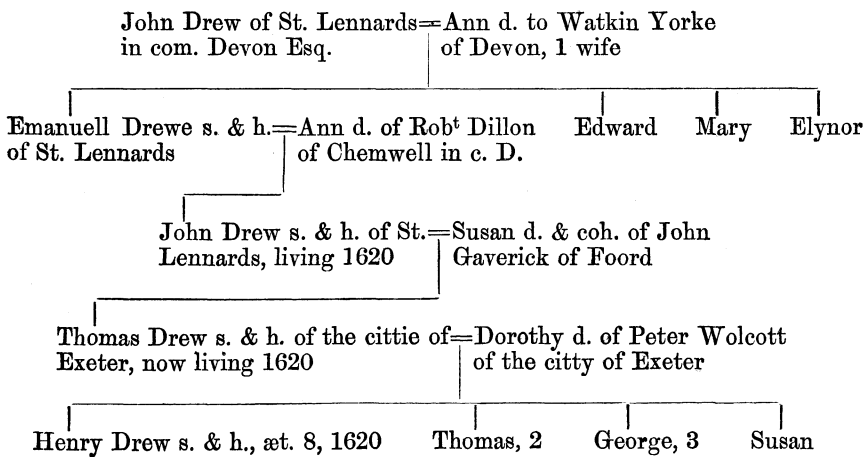 John Drew of St. Lennards=Ann d. to Watkin Yorke
in com. Devon Esq. of Devon, 1 wife
Emanuell Drewe s. & h.=Ann d. of Robᵗ Dillon Edward Mary Elynor
of St. Lennards of Chemwell in c. D.
John Drew s. & h. of St.=Susan d. & coh. of John
Lennards, living 1620 Gaverick of Foord
Thomas Drew s. & h. of the cittie of=Dorothy d. of Peter Wolcott
Exeter, now living 1620 of the citty of Exeter
Henry Drew s. & h., æt. 8, 1620 Thomas, 2 George, 3 Susan